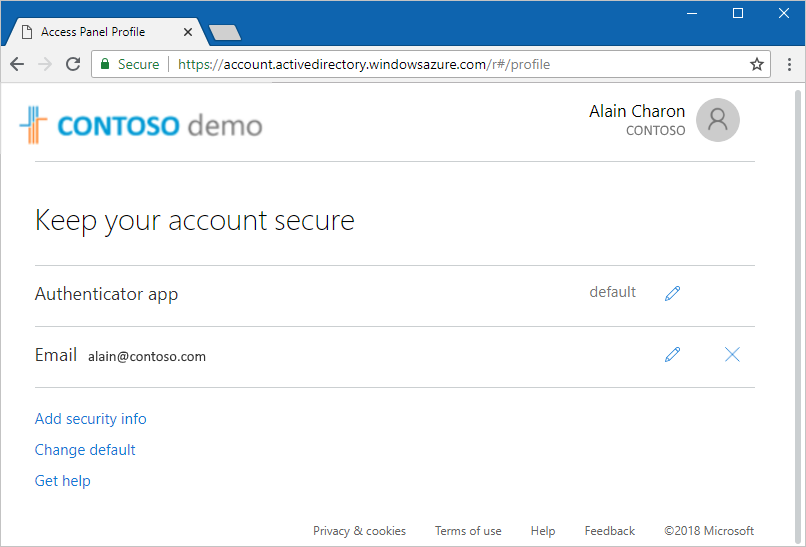 Access Panel Profile
Secure https://account.activedirectory.windowsazure.com/r#/profile
CONTOSO demo
Alain Charon
CONTOSO
Keep your account secure
Authenticator app default
Email alain@contoso.com
Add security info
Change default
Get help
Privacy & cookies Terms of use Help Feedback ©2018 Microsoft